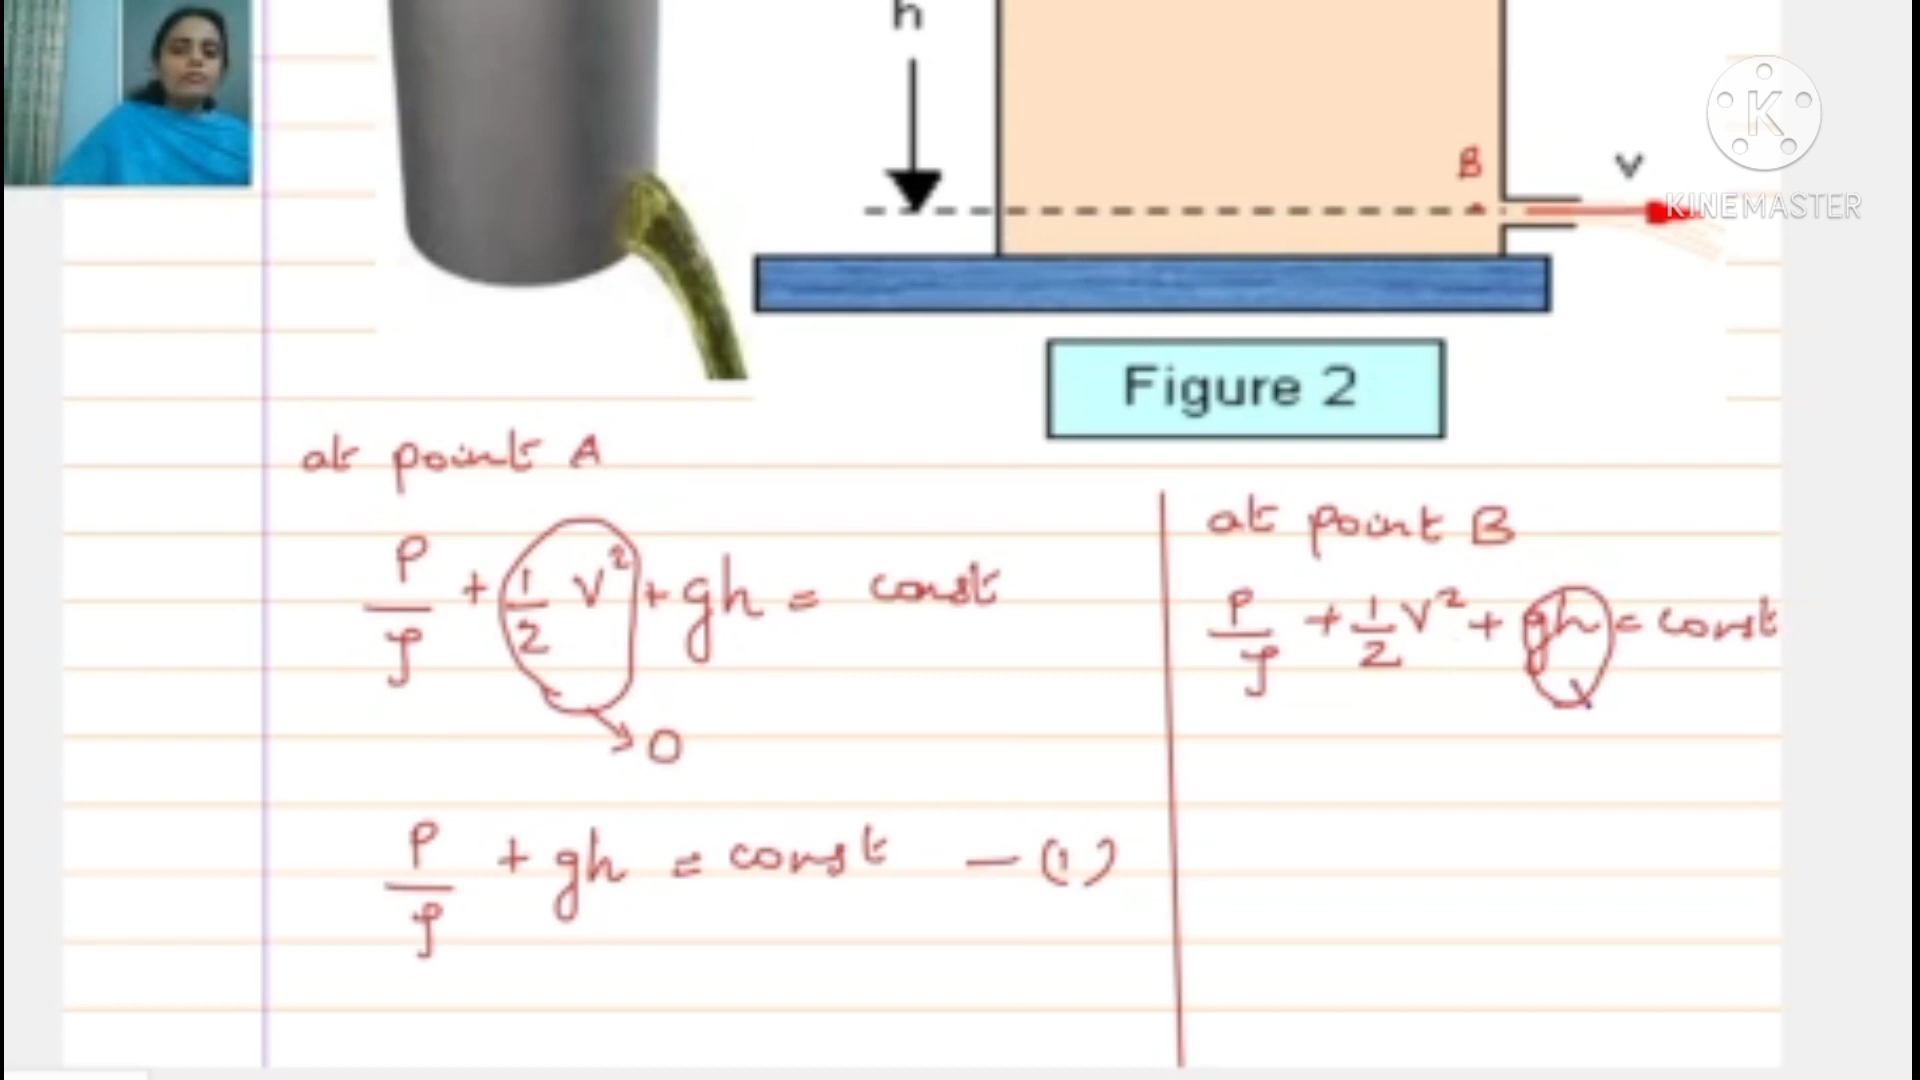 h
B
V
K
KINEMASTER
Figure 2
at point A
P/ρ + 1/2 v² + gh = const
→ 0
P/ρ + gh = const — (1)
at point B
P/ρ + 1/2 v² + gh = const